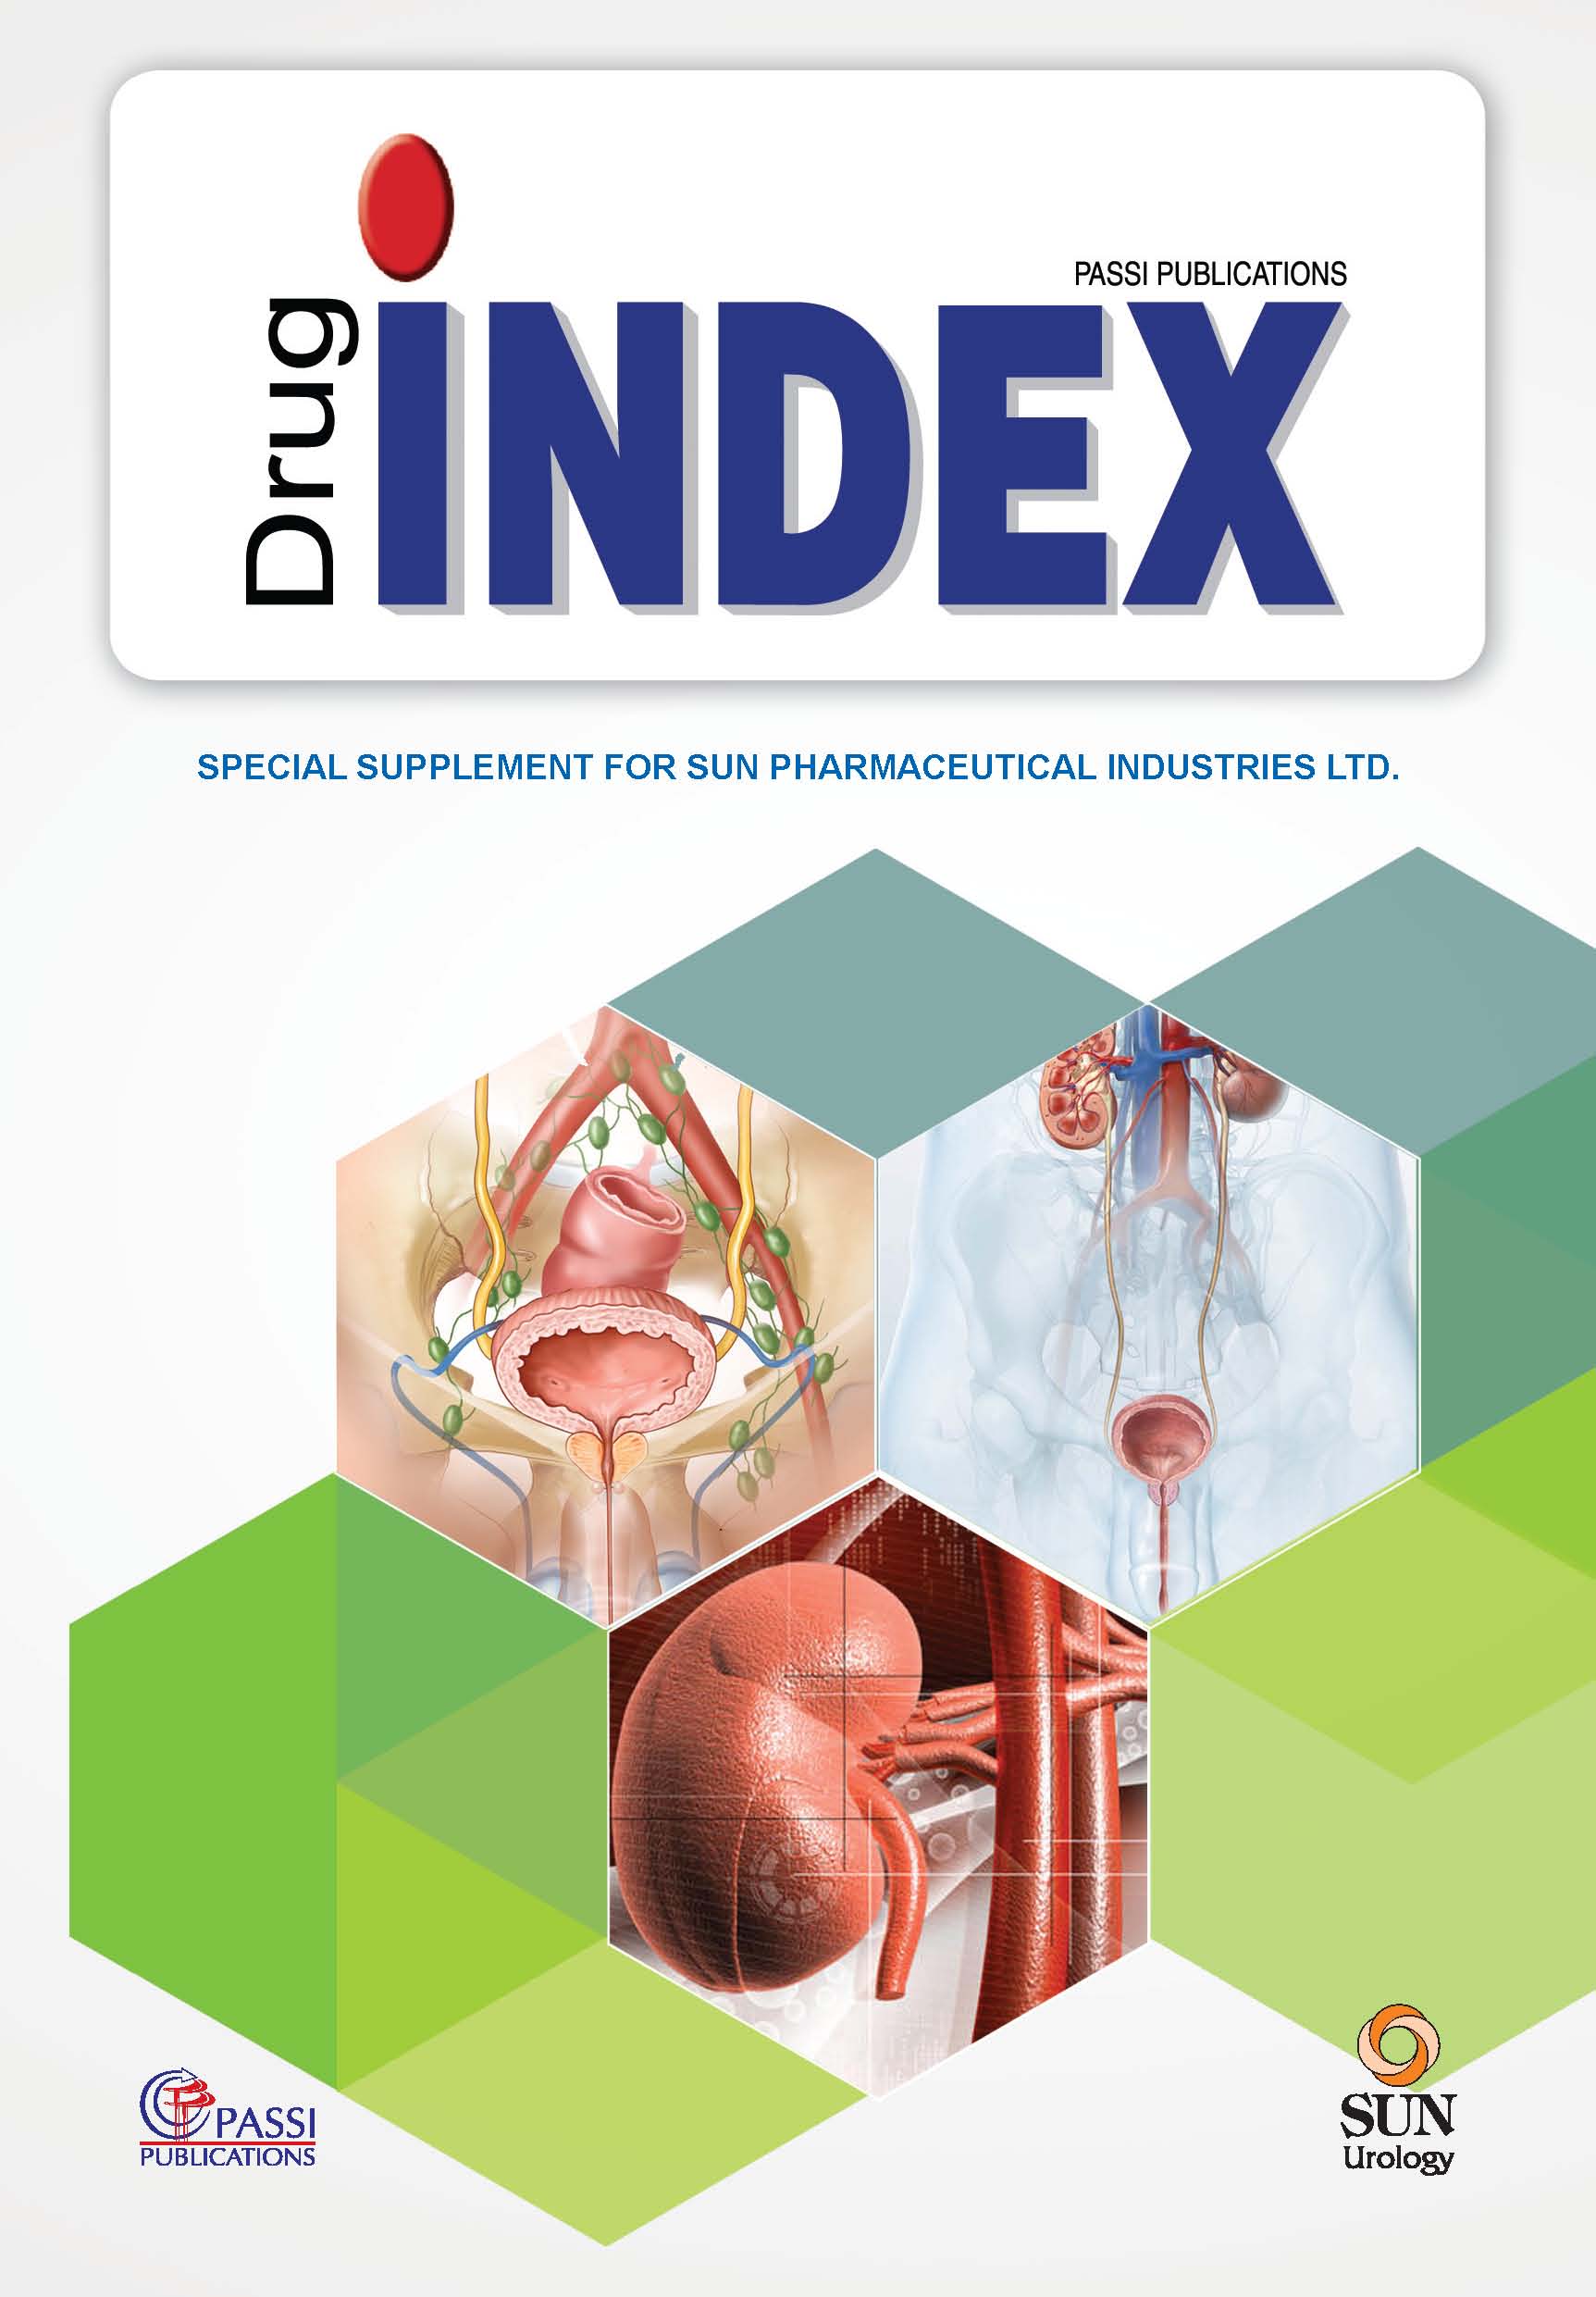 PASSI PUBLICATIONS
Drug
INDEX
SPECIAL SUPPLEMENT FOR SUN PHARMACEUTICAL INDUSTRIES LTD.
PASSI
PUBLICATIONS
SUN
Urology